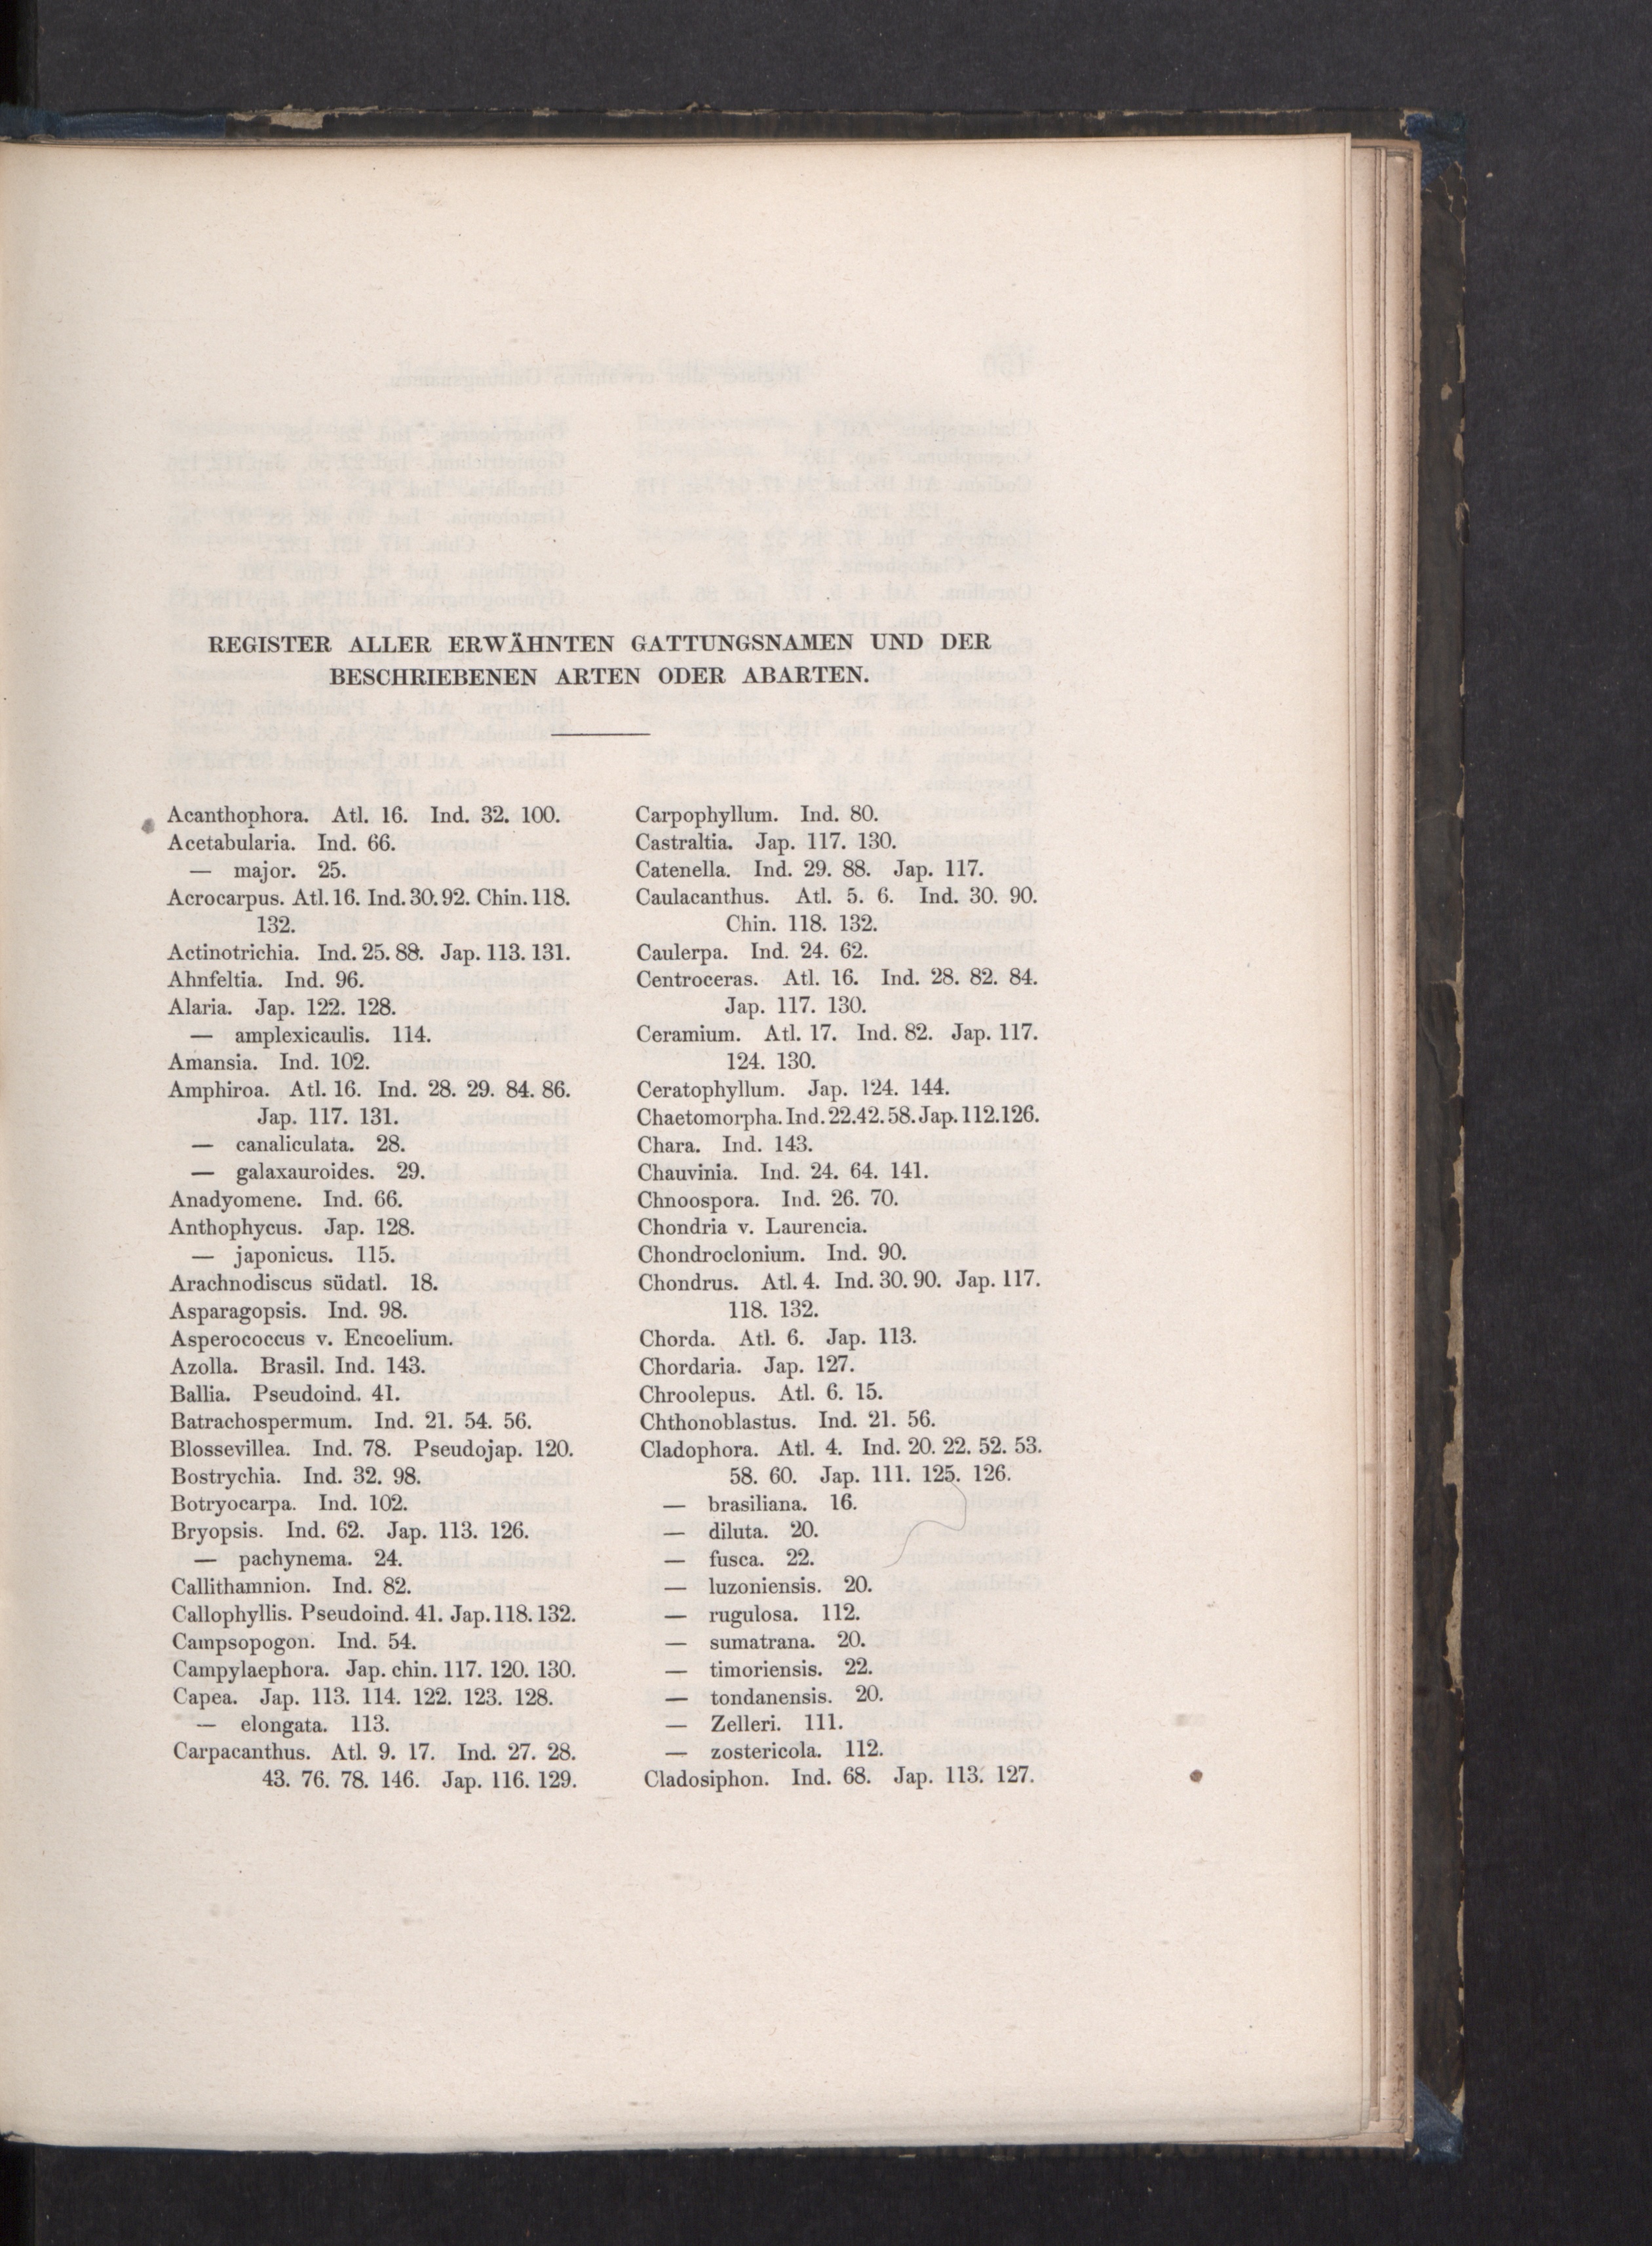 REGISTER ALLER ERWÄHNTEN GATTUNGSNAMEN UND DER
BESCHRIEBENEN ARTEN ODER ABARTEN.
Acanthophora. Atl. 16. Ind. 32. 100.
Acetabularia. Ind. 66.
— major. 25.
Acrocarpus. Atl. 16. Ind. 30. 92. Chin. 118.
132.
Actinotrichia. Ind. 25. 88. Jap. 113. 131.
Ahnfeltia. Ind. 96.
Alaria. Jap. 122. 128.
— amplexicaulis. 114.
Amansia. Ind. 102.
Amphiroa. Atl. 16. Ind. 28. 29. 84. 86.
Jap. 117. 131.
— canaliculata. 28.
— galaxauroides. 29.
Anadyomene. Ind. 66.
Anthophycus. Jap. 128.
— japonicus. 115.
Arachnodiscus südatl. 18.
Asparagopsis. Ind. 98.
Asperococcus v. Encoelium.
Azolla. Brasil. Ind. 143.
Ballia. Pseudoind. 41.
Batrachospermum. Ind. 21. 54. 56.
Blossevillea. Ind. 78. Pseudojap. 120.
Bostrychia. Ind. 32. 98.
Botryocarpa. Ind. 102.
Bryopsis. Ind. 62. Jap. 113. 126.
— pachynema. 24.
Callithamnion. Ind. 82.
Callophyllis. Pseudoind. 41. Jap. 118. 132.
Campsopogon. Ind. 54.
Campylaephora. Jap. chin. 117. 120. 130.
Capea. Jap. 113. 114. 122. 123. 128.
— elongata. 113.
Carpacanthus. Atl. 9. 17. Ind. 27. 28.
43. 76. 78. 146. Jap. 116. 129.
Carpophyllum. Ind. 80.
Castraltia. Jap. 117. 130.
Catenella. Ind. 29. 88. Jap. 117.
Caulacanthus. Atl. 5. 6. Ind. 30. 90.
Chin. 118. 132.
Caulerpa. Ind. 24. 62.
Centroceras. Atl. 16. Ind. 28. 82. 84.
Jap. 117. 130.
Ceramium. Atl. 17. Ind. 82. Jap. 117.
124. 130.
Ceratophyllum. Jap. 124. 144.
Chaetomorpha. Ind. 22. 42. 58. Jap. 112. 126.
Chara. Ind. 143.
Chauvinia. Ind. 24. 64. 141.
Chnoospora. Ind. 26. 70.
Chondria v. Laurencia.
Chondroclonium. Ind. 90.
Chondrus. Atl. 4. Ind. 30. 90. Jap. 117.
118. 132.
Chorda. Atl. 6. Jap. 113.
Chordaria. Jap. 127.
Chroolepus. Atl. 6. 15.
Chthonoblastus. Ind. 21. 56.
Cladophora. Atl. 4. Ind. 20. 22. 52. 53.
58. 60. Jap. 111. 125. 126.
— brasiliana. 16.
— diluta. 20.
— fusca. 22.
— luzoniensis. 20.
— rugulosa. 112.
— sumatrana. 20.
— timoriensis. 22.
— tondanensis. 20.
— Zelleri. 111.
— zostericola. 112.
Cladosiphon. Ind. 68. Jap. 113. 127.